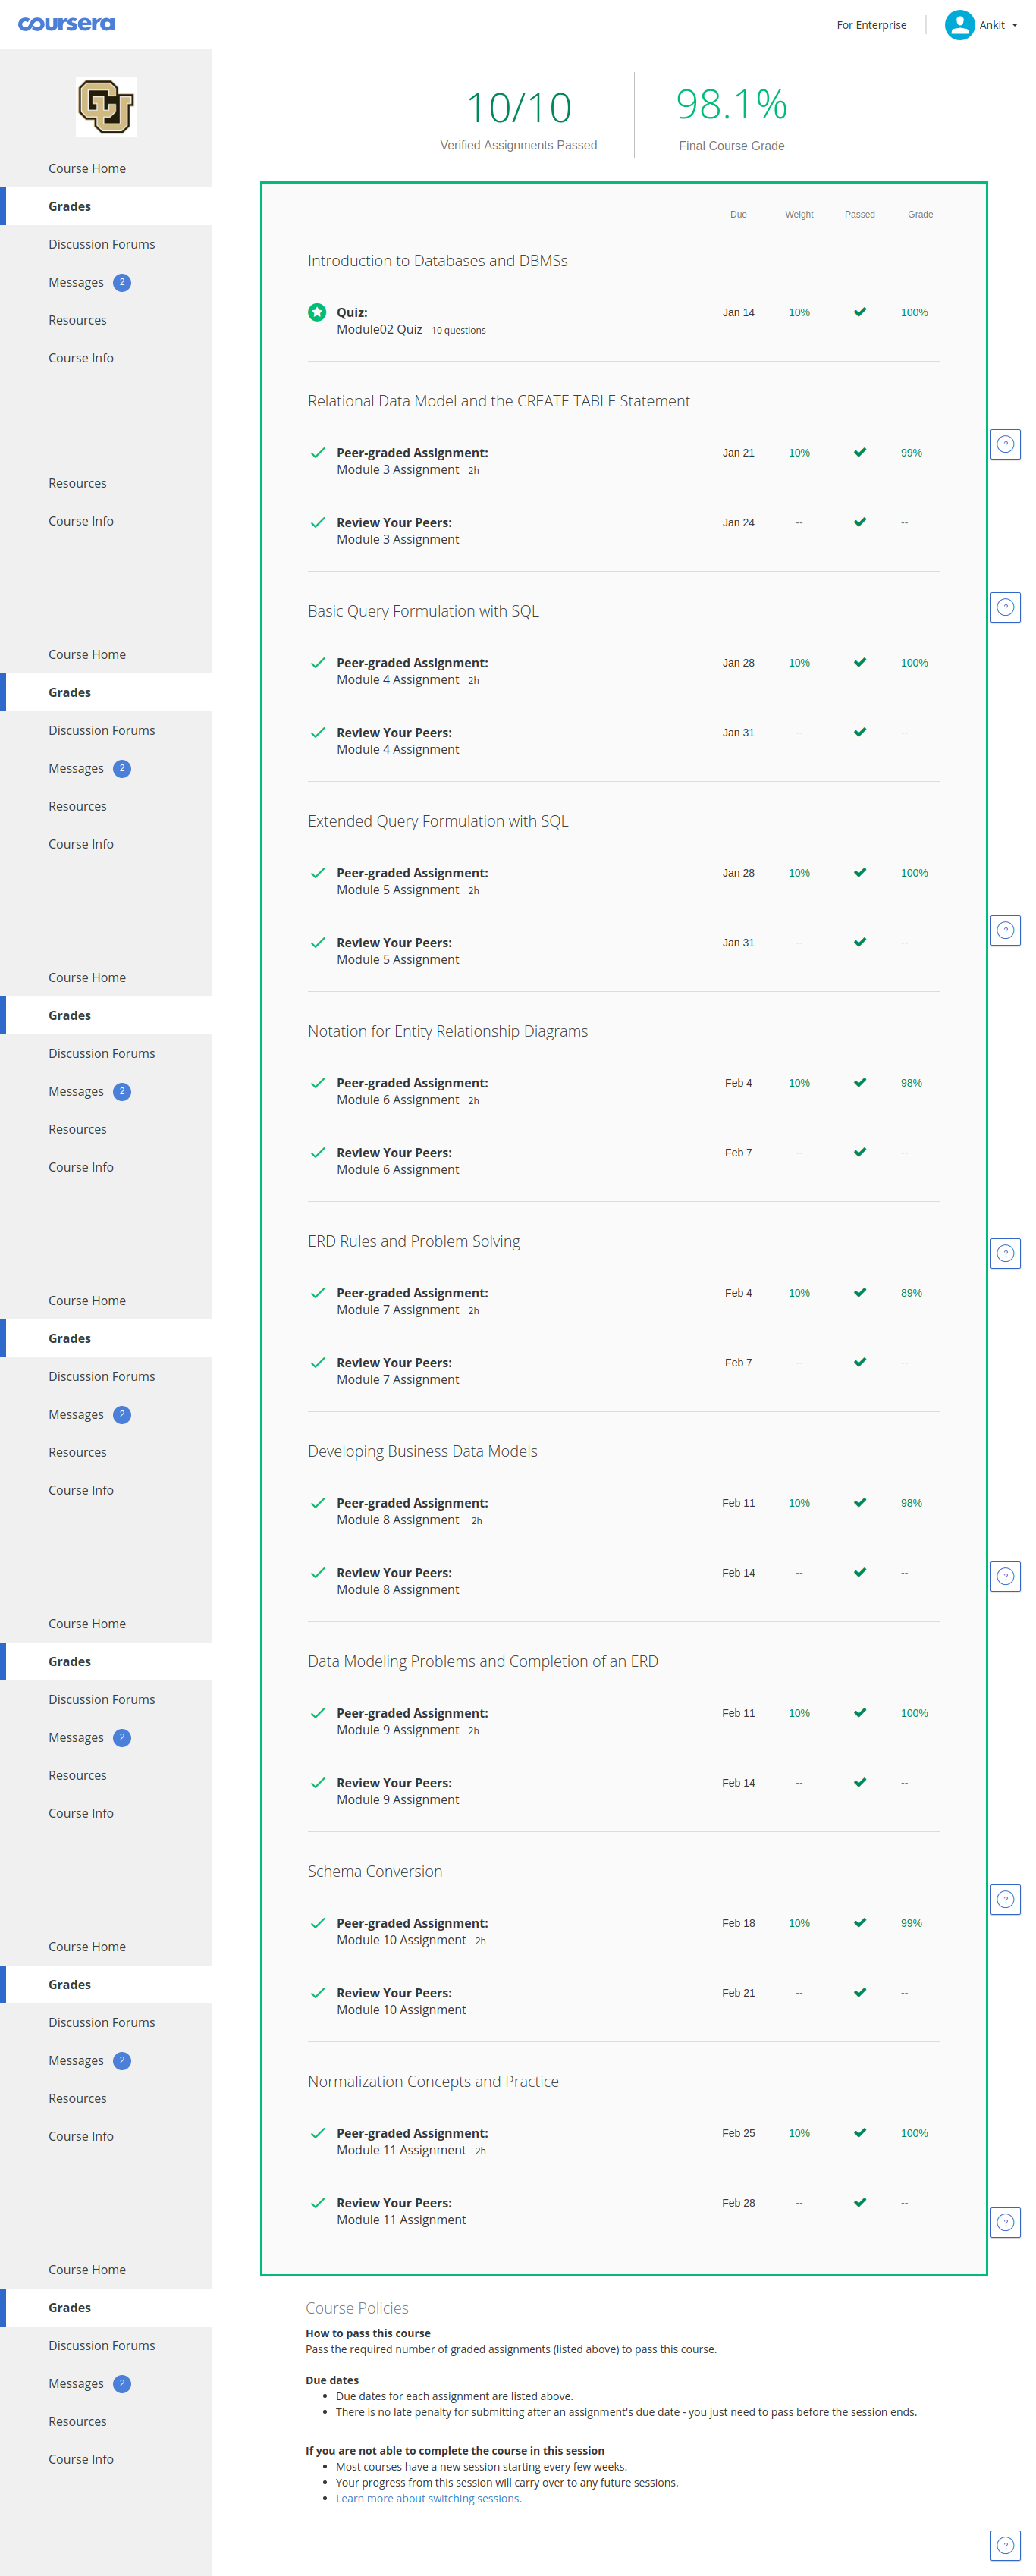 coursera
For Enterprise
Ankit
CU
Course Home
Grades
Discussion Forums
Messages 2
Resources
Course Info
Resources
Course Info
Course Home
Grades
Discussion Forums
Messages 2
Resources
Course Info
Course Home
Grades
Discussion Forums
Messages 2
Resources
Course Info
Course Home
Grades
Discussion Forums
Messages 2
Resources
Course Info
Course Home
Grades
Discussion Forums
Messages 2
Resources
Course Info
Course Home
Grades
Discussion Forums
Messages 2
Resources
Course Info
Course Home
Grades
Discussion Forums
Messages 2
Resources
Course Info
10/10
Verified Assignments Passed
98.1%
Final Course Grade
Due Weight Passed Grade
Introduction to Databases and DBMSs
Quiz: Jan 14 10% 100%
Module02 Quiz 10 questions
Relational Data Model and the CREATE TABLE Statement
Peer-graded Assignment: Jan 21 10% 99%
Module 3 Assignment 2h
Review Your Peers: Jan 24 -- --
Module 3 Assignment
Basic Query Formulation with SQL
Peer-graded Assignment: Jan 28 10% 100%
Module 4 Assignment 2h
Review Your Peers: Jan 31 -- --
Module 4 Assignment
Extended Query Formulation with SQL
Peer-graded Assignment: Jan 28 10% 100%
Module 5 Assignment 2h
Review Your Peers: Jan 31 -- --
Module 5 Assignment
Notation for Entity Relationship Diagrams
Peer-graded Assignment: Feb 4 10% 98%
Module 6 Assignment 2h
Review Your Peers: Feb 7 -- --
Module 6 Assignment
ERD Rules and Problem Solving
Peer-graded Assignment: Feb 4 10% 89%
Module 7 Assignment 2h
Review Your Peers: Feb 7 -- --
Module 7 Assignment
Developing Business Data Models
Peer-graded Assignment: Feb 11 10% 98%
Module 8 Assignment 2h
Review Your Peers: Feb 14 -- --
Module 8 Assignment
Data Modeling Problems and Completion of an ERD
Peer-graded Assignment: Feb 11 10% 100%
Module 9 Assignment 2h
Review Your Peers: Feb 14 -- --
Module 9 Assignment
Schema Conversion
Peer-graded Assignment: Feb 18 10% 99%
Module 10 Assignment 2h
Review Your Peers: Feb 21 -- --
Module 10 Assignment
Normalization Concepts and Practice
Peer-graded Assignment: Feb 25 10% 100%
Module 11 Assignment 2h
Review Your Peers: Feb 28 -- --
Module 11 Assignment
Course Policies
How to pass this course
Pass the required number of graded assignments (listed above) to pass this course.
Due dates
• Due dates for each assignment are listed above.
• There is no late penalty for submitting after an assignment's due date - you just need to pass before the session ends.
If you are not able to complete the course in this session
• Most courses have a new session starting every few weeks.
• Your progress from this session will carry over to any future sessions.
• Learn more about switching sessions.
?
?
?
?
?
?
?
?